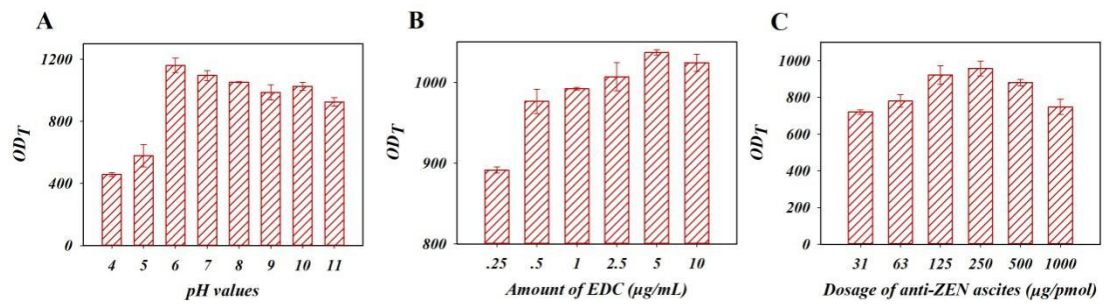 A
B
C
1200
800
400
0
OD_T
4 5 6 7 8 9 10 11
pH values
1000
900
800
OD_T
.25 .5 1 2.5 5 10
Amount of EDC (µg/mL)
1000
800
600
400
200
0
OD_T
31 63 125 250 500 1000
Dosage of anti-ZEN ascites (µg/pmol)